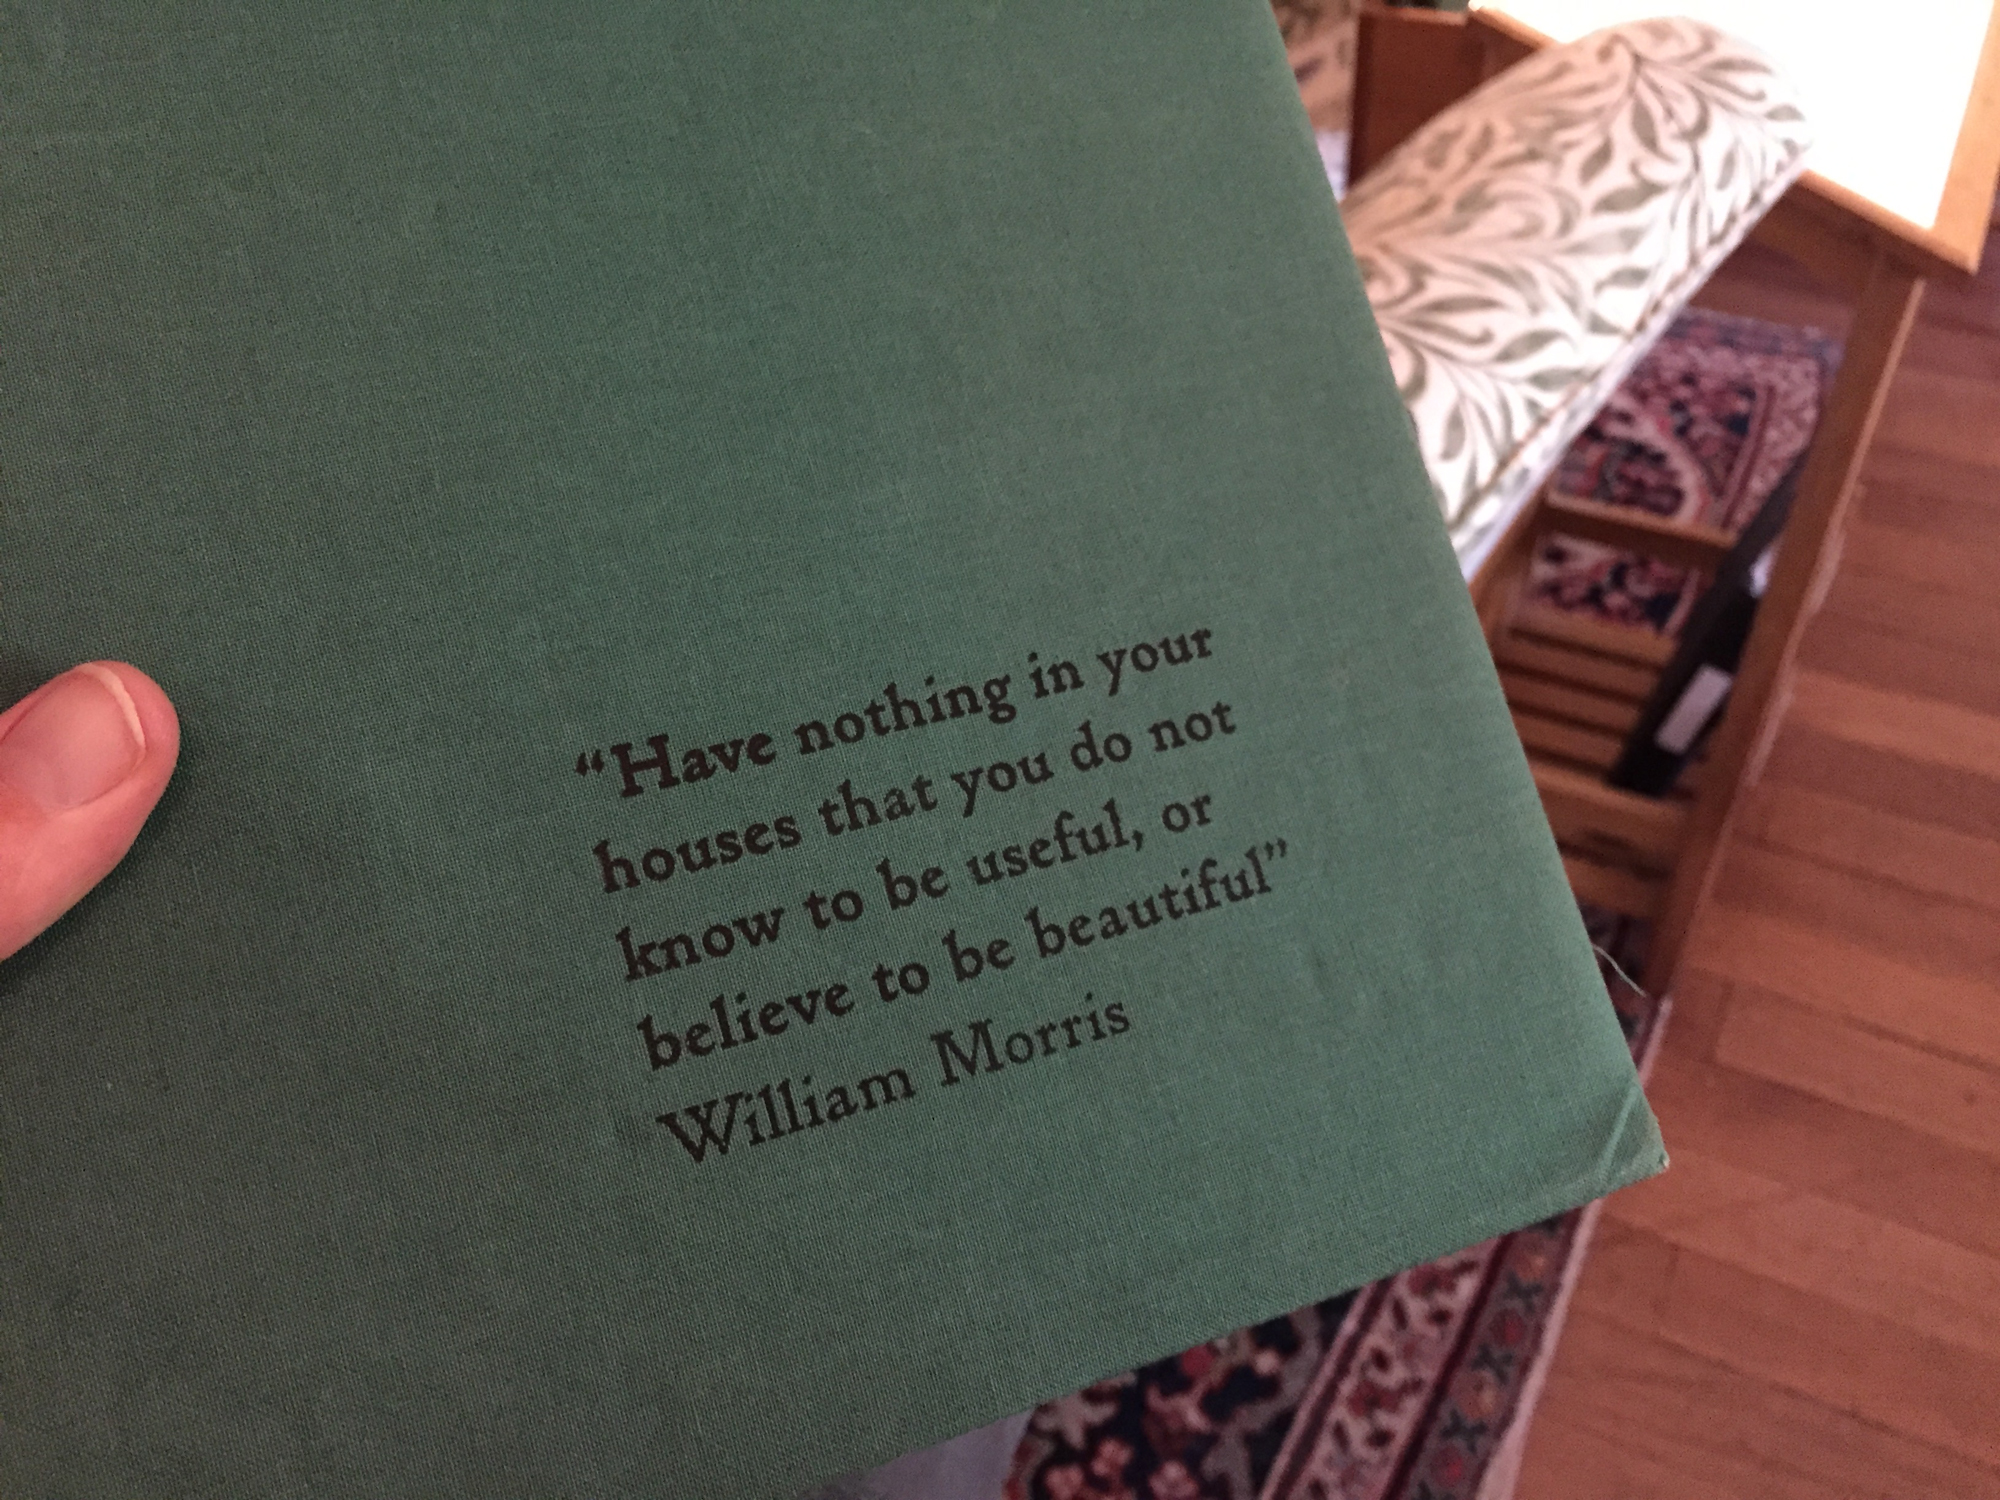 “Have nothing in your
houses that you do not
know to be useful, or
believe to be beautiful”
William Morris